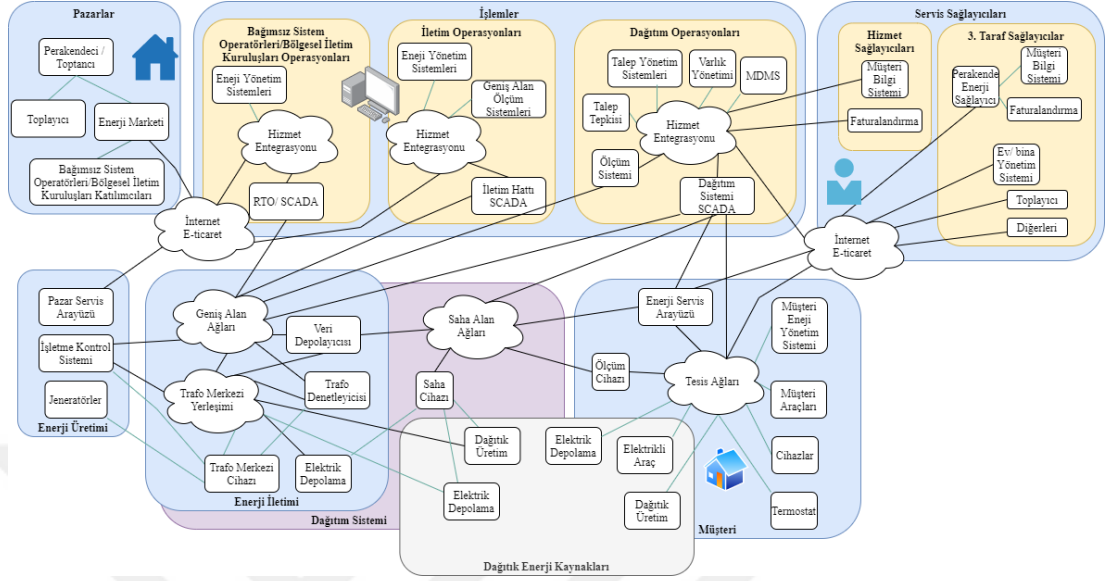 Pazarlar
Perakendeci /
Toptancı
Toplayıcı
Enerji Marketi
Bağımsız Sistem
Operatörleri/Bölgesel İletim
Kuruluşları Katılımcıları
İşlemler
Bağımsız Sistem
Operatörleri/Bölgesel İletim
Kuruluşları Operasyonları
Eneji Yönetim
Sistemleri
Hizmet
Entegrasyonu
RTO/ SCADA
İletim Operasyonları
Eneji Yönetim
Sistemleri
Geniş Alan
Ölçüm
Sistemleri
Hizmet
Entegrasyonu
İletim Hattı
SCADA
Dağıtım Operasyonları
Talep Yönetim
Sistemleri
Varlık
Yönetimi
MDMS
Talep
Tepkisi
Hizmet
Entegrasyonu
Ölçüm
Sistemi
Dağıtım
Sistemi
SCADA
Servis Sağlayıcıları
Hizmet
Sağlayıcıları
Müşteri
Bilgi
Sistemi
Faturalandırma
3. Taraf Sağlayıcılar
Müşteri
Bilgi
Sistemi
Perakende
Enerji
Sağlayıcı
Faturalandırma
Ev/ bina
Yönetim
Sistemi
Toplayıcı
Diğerleri
İnternet
E-ticaret
İnternet
E-ticaret
Pazar Servis
Arayüzü
İşletme Kontrol
Sistemi
Jeneratörler
Enerji Üretimi
Geniş Alan
Ağları
Veri
Depolayıcısı
Trafo Merkezi
Yerleşimi
Trafo
Denetleyicisi
Trafo Merkezi
Cihazı
Elektrik
Depolama
Enerji İletimi
Saha Alan
Ağları
Saha
Cihazı
Dağıtım Sistemi
Dağıtık
Üretim
Elektrik
Depolama
Elektrik
Depolama
Elektrikli
Araç
Dağıtık
Üretim
Dağıtık Enerji Kaynakları
Enerji Servis
Arayüzü
Ölçüm
Cihazı
Tesis Ağları
Müşteri
Eneji
Yönetim
Sistemi
Müşteri
Araçları
Cihazlar
Termostat
Müşteri